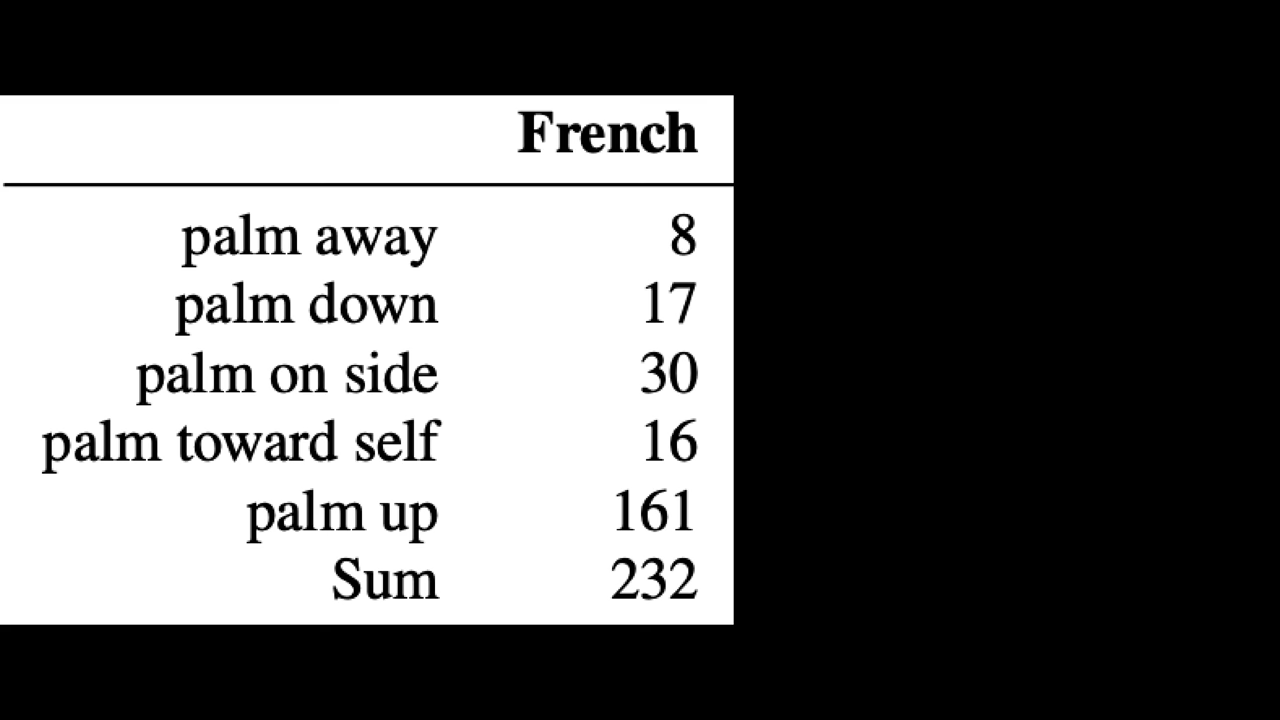 French
palm away 8
palm down 17
palm on side 30
palm toward self 16
palm up 161
Sum 232